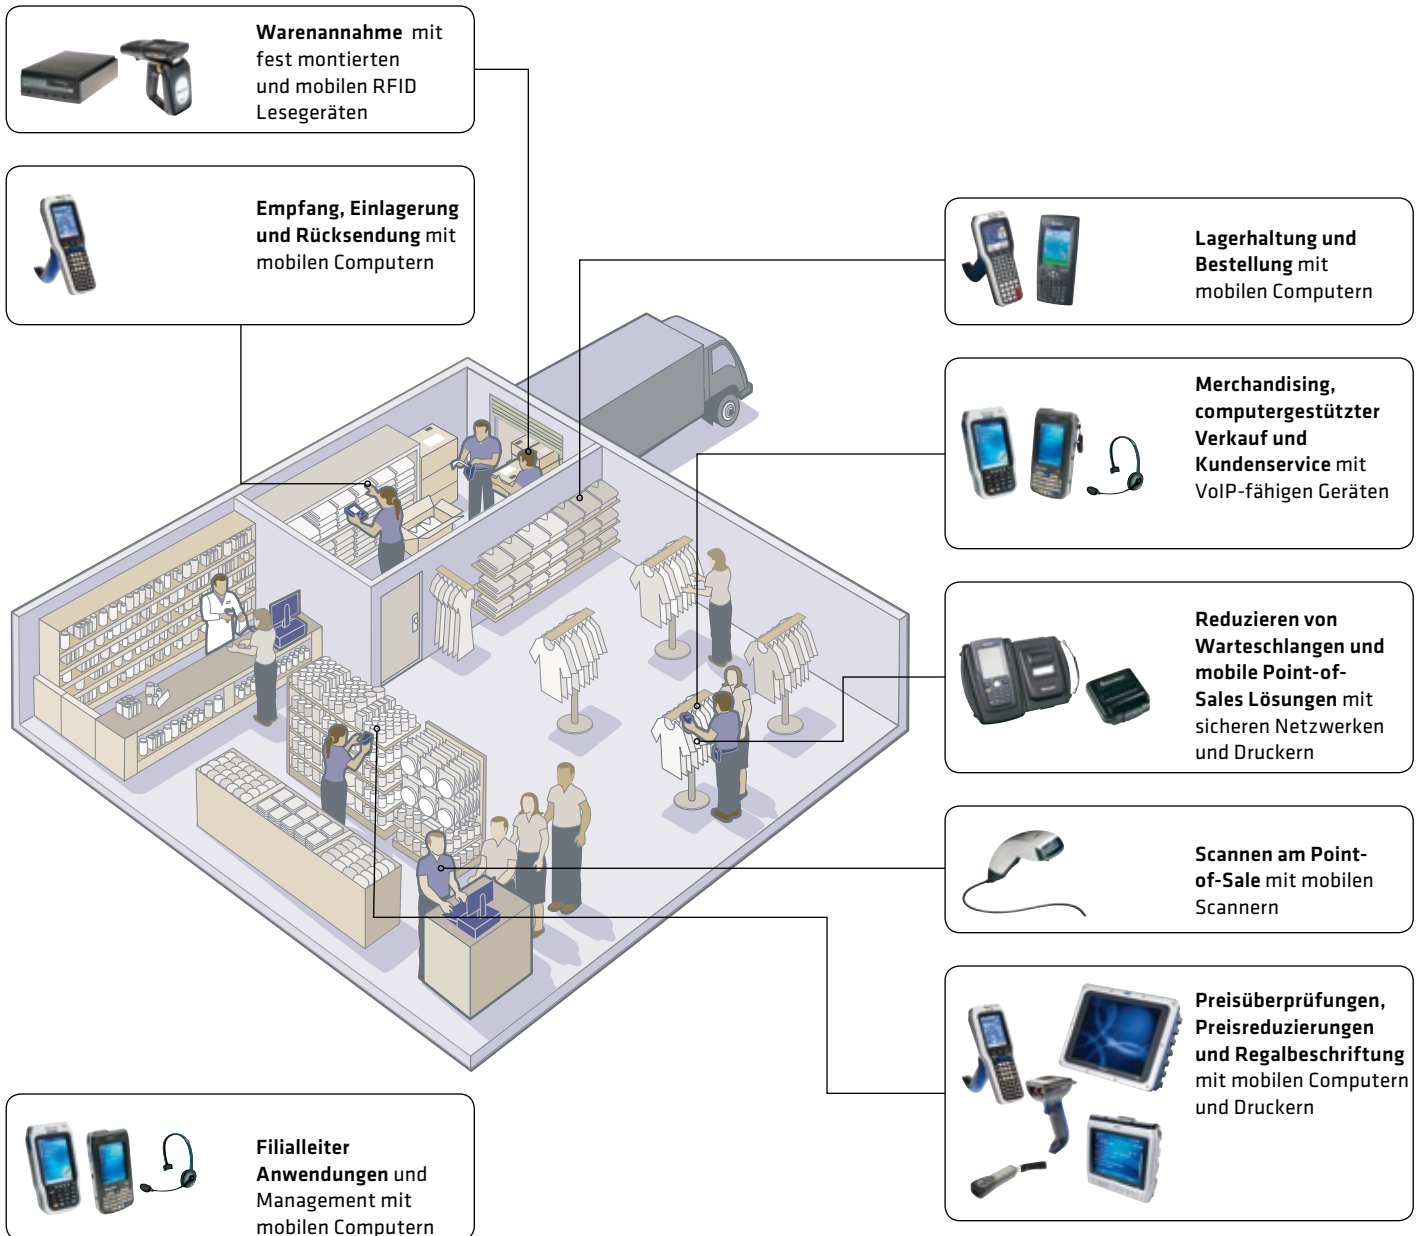 Warenannahme mit
fest montierten
und mobilen RFID
Lesegeräten
Empfang, Einlagerung
und Rücksendung mit
mobilen Computern
Lagerhaltung und
Bestellung mit
mobilen Computern
Merchandising,
computergestützter
Verkauf und
Kundenservice mit
VoIP-fähigen Geräten
Reduzieren von
Warteschlangen und
mobile Point-of-
Sales Lösungen mit
sicheren Netzwerken
und Druckern
Scannen am Point-
of-Sale mit mobilen
Scannern
Preisüberprüfungen,
Preisreduzierungen
und Regalbeschriftung
mit mobilen Computern
und Druckern
Filialleiter
Anwendungen und
Management mit
mobilen Computern